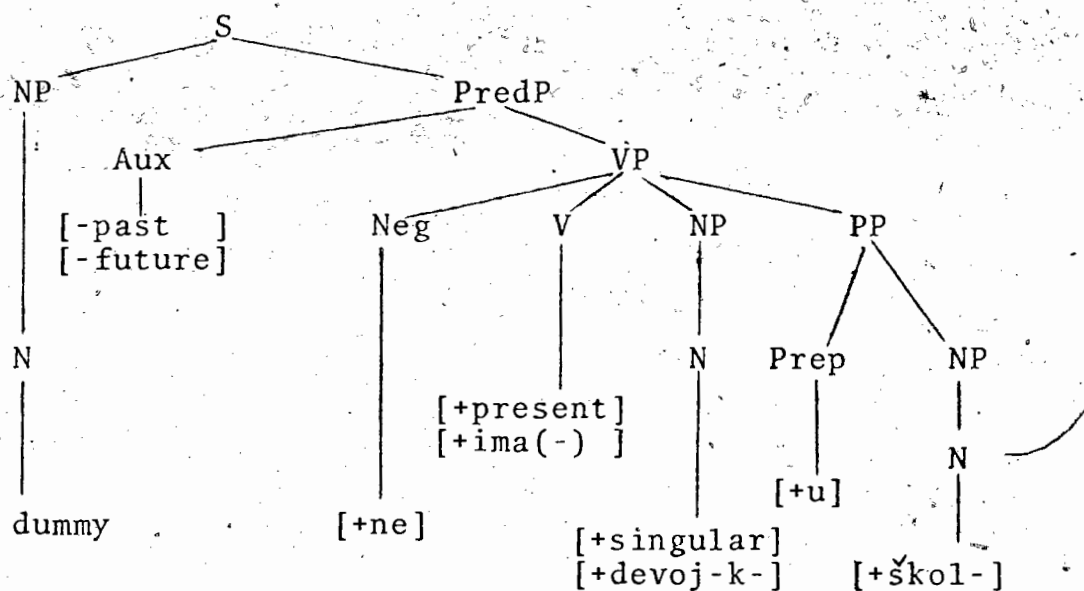 S
NP PredP
Aux VP
[-past ] Neg V NP PP
[-future]
N N Prep NP
[+present]
[+ima(-) ] N
[+u]
dummy [+ne]
[+singular]
[+devoj-k-] [+škol-]